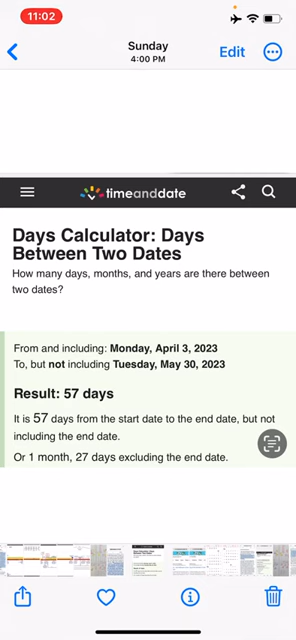 11:02
Sunday
4:00 PM
Edit
timeanddate
Days Calculator: Days
Between Two Dates
How many days, months, and years are there between
two dates?
From and including: Monday, April 3, 2023
To, but not including Tuesday, May 30, 2023
Result: 57 days
It is 57 days from the start date to the end date, but not
including the end date.
Or 1 month, 27 days excluding the end date.